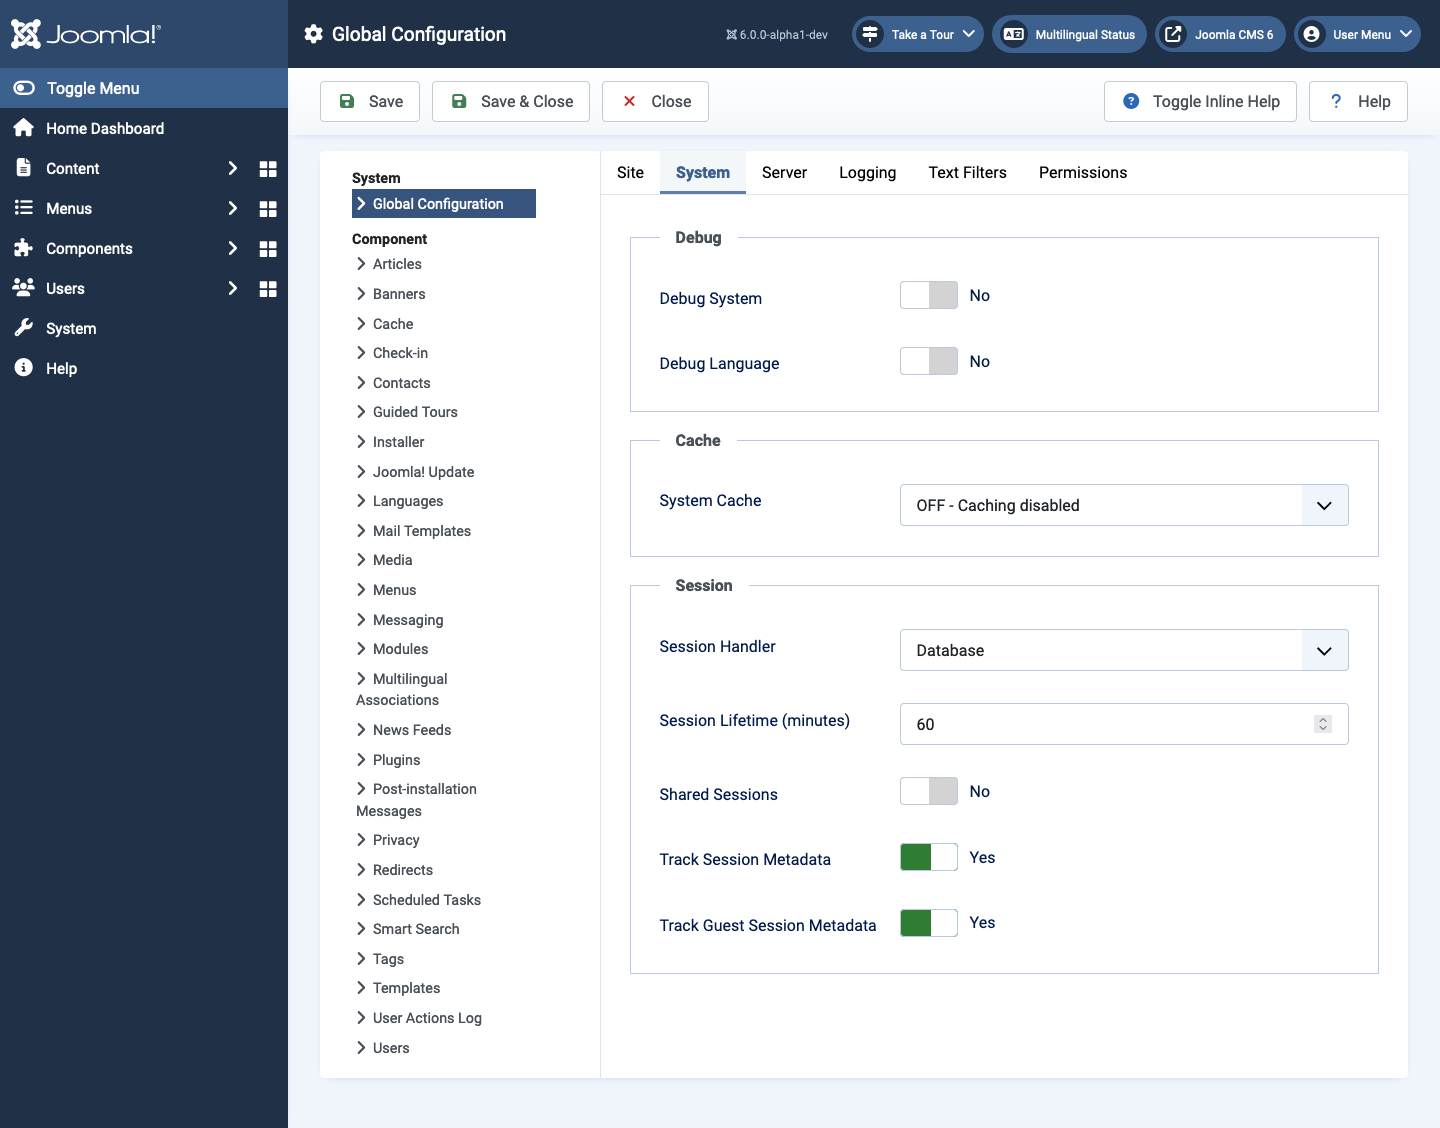 Joomla!®
Global Configuration
6.0.0-alpha1-dev
Take a Tour
Multilingual Status
Joomla CMS 6
User Menu
Toggle Menu
Home Dashboard
Content
Menus
Components
Users
System
Help
Save
Save & Close
Close
Toggle Inline Help
Help
System
Global Configuration
Component
Articles
Banners
Cache
Check-in
Contacts
Guided Tours
Installer
Joomla! Update
Languages
Mail Templates
Media
Menus
Messaging
Modules
Multilingual
Associations
News Feeds
Plugins
Post-installation
Messages
Privacy
Redirects
Scheduled Tasks
Smart Search
Tags
Templates
User Actions Log
Users
Site
System
Server
Logging
Text Filters
Permissions
Debug
Debug System
No
Debug Language
No
Cache
System Cache
OFF - Caching disabled
Session
Session Handler
Database
Session Lifetime (minutes)
60
Shared Sessions
No
Track Session Metadata
Yes
Track Guest Session Metadata
Yes